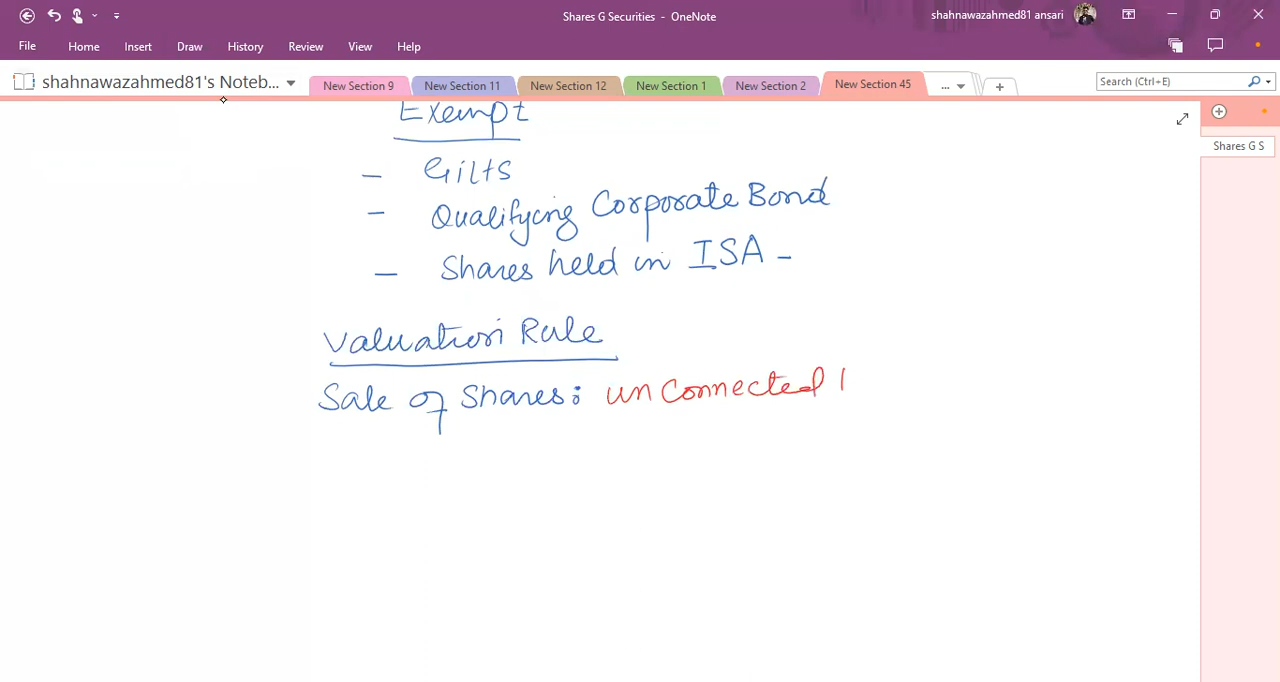 Shares G Securities - OneNote
shahnawazahmed81 ansari
File Home Insert Draw History Review View Help
shahnawazahmed81's Noteb... New Section 9 New Section 11 New Section 12 New Section 1 New Section 2 New Section 45 ... Search (Ctrl+E)
Shares G S
Exempt
- Gilts
- Qualifying Corporate Bond
- Shares held in ISA -
Valuation Rule
Sale of Shares: unConnected